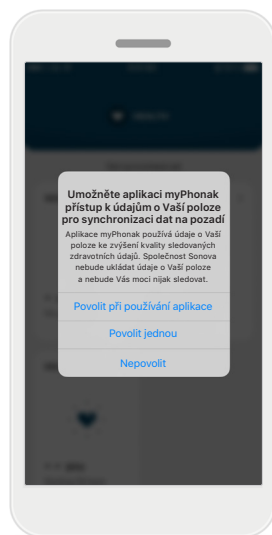 HEALTH
Umožněte aplikaci myPhonak
přístup k údajům o Vaší poloze
pro synchronizaci dat na pozadí
Aplikace myPhonak používá údaje o Vaší
poloze ke zvýšení kvality sledovaných
zdravotních údajů. Společnost Sonova
nebude ukládat údaje o Vaší poloze
a nebude Vás moci nijak sledovat.
Povolit při používání aplikace
Povolit jednou
Nepovolit